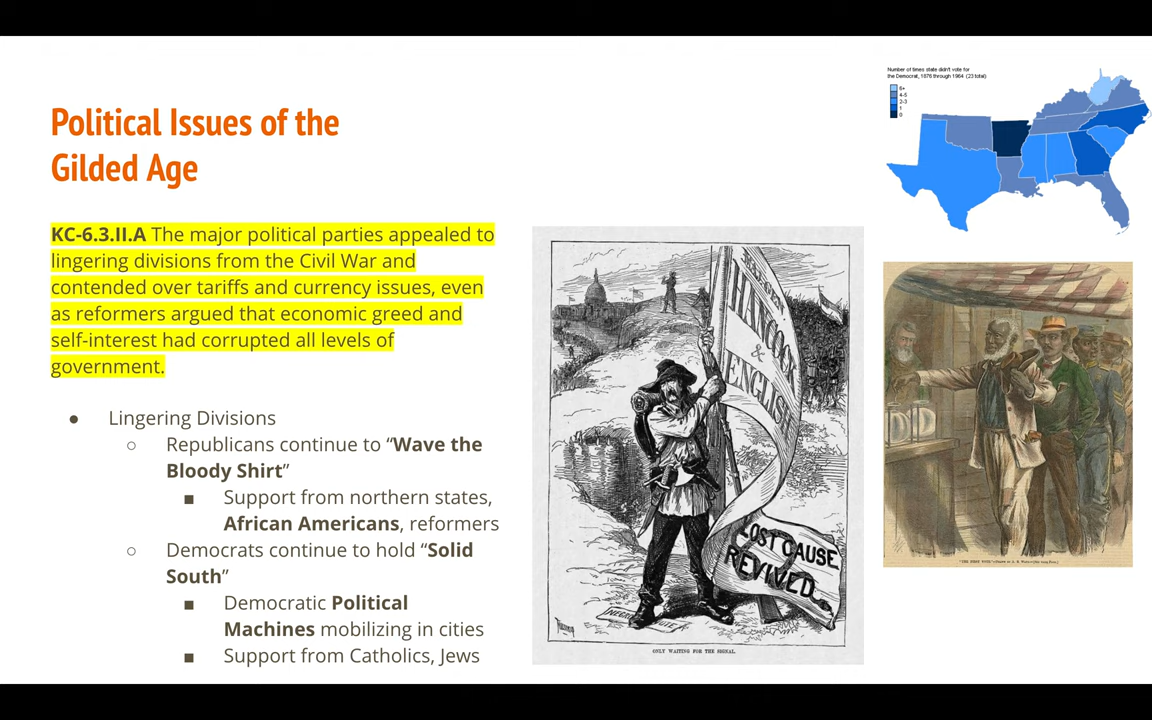 Political Issues of the
Gilded Age
KC-6.3.II.A The major political parties appealed to
lingering divisions from the Civil War and
contended over tariffs and currency issues, even
as reformers argued that economic greed and
self-interest had corrupted all levels of
government.
● Lingering Divisions
○ Republicans continue to “Wave the
Bloody Shirt”
■ Support from northern states,
African Americans, reformers
○ Democrats continue to hold “Solid
South”
■ Democratic Political
Machines mobilizing in cities
■ Support from Catholics, Jews
HANCOCK
&
ENGLISH
LOST CAUSE
REVIVED
ONLY WAITING FOR THE SIGNAL.
Number of times state didn't vote for
the Democrat, 1876 through 1964 (23 total)
6+
4-5
2-3
1
0
"THE FIRST VOTE"